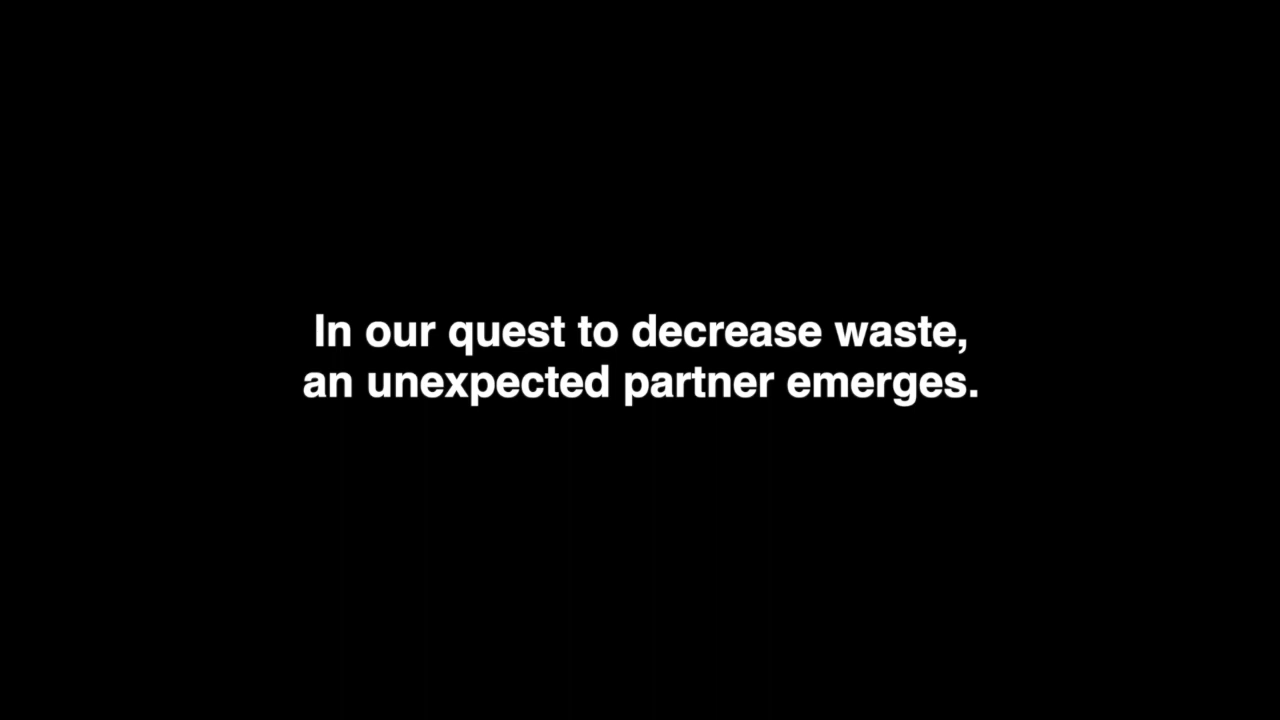 In our quest to decrease waste,
an unexpected partner emerges.